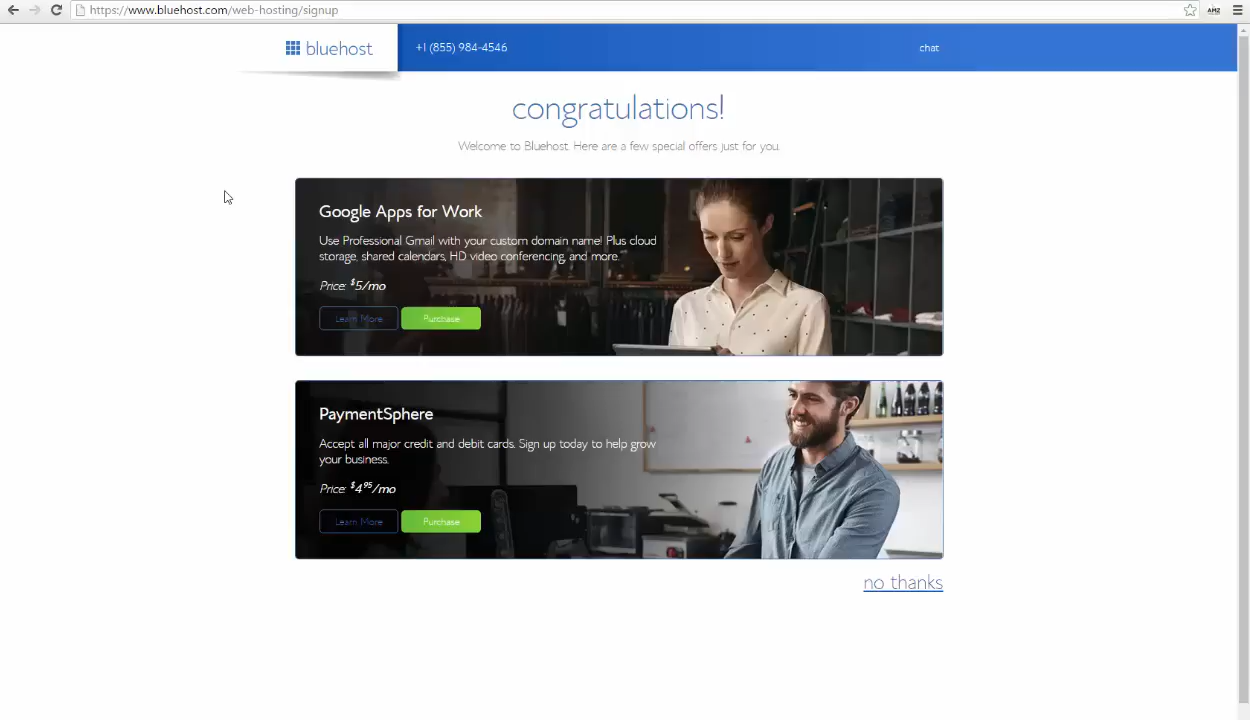 https://www.bluehost.com/web-hosting/signup
AMZ
bluehost
+1 (855) 984-4546
chat
congratulations!
Welcome to Bluehost. Here are a few special offers just for you.
Google Apps for Work
Use Professional Gmail with your custom domain name! Plus cloud
storage, shared calendars, HD video conferencing, and more.
Price: $5/mo
Learn More
Purchase
PaymentSphere
Accept all major credit and debit cards. Sign up today to help grow
your business.
Price: $4.95/mo
Learn More
Purchase
no thanks